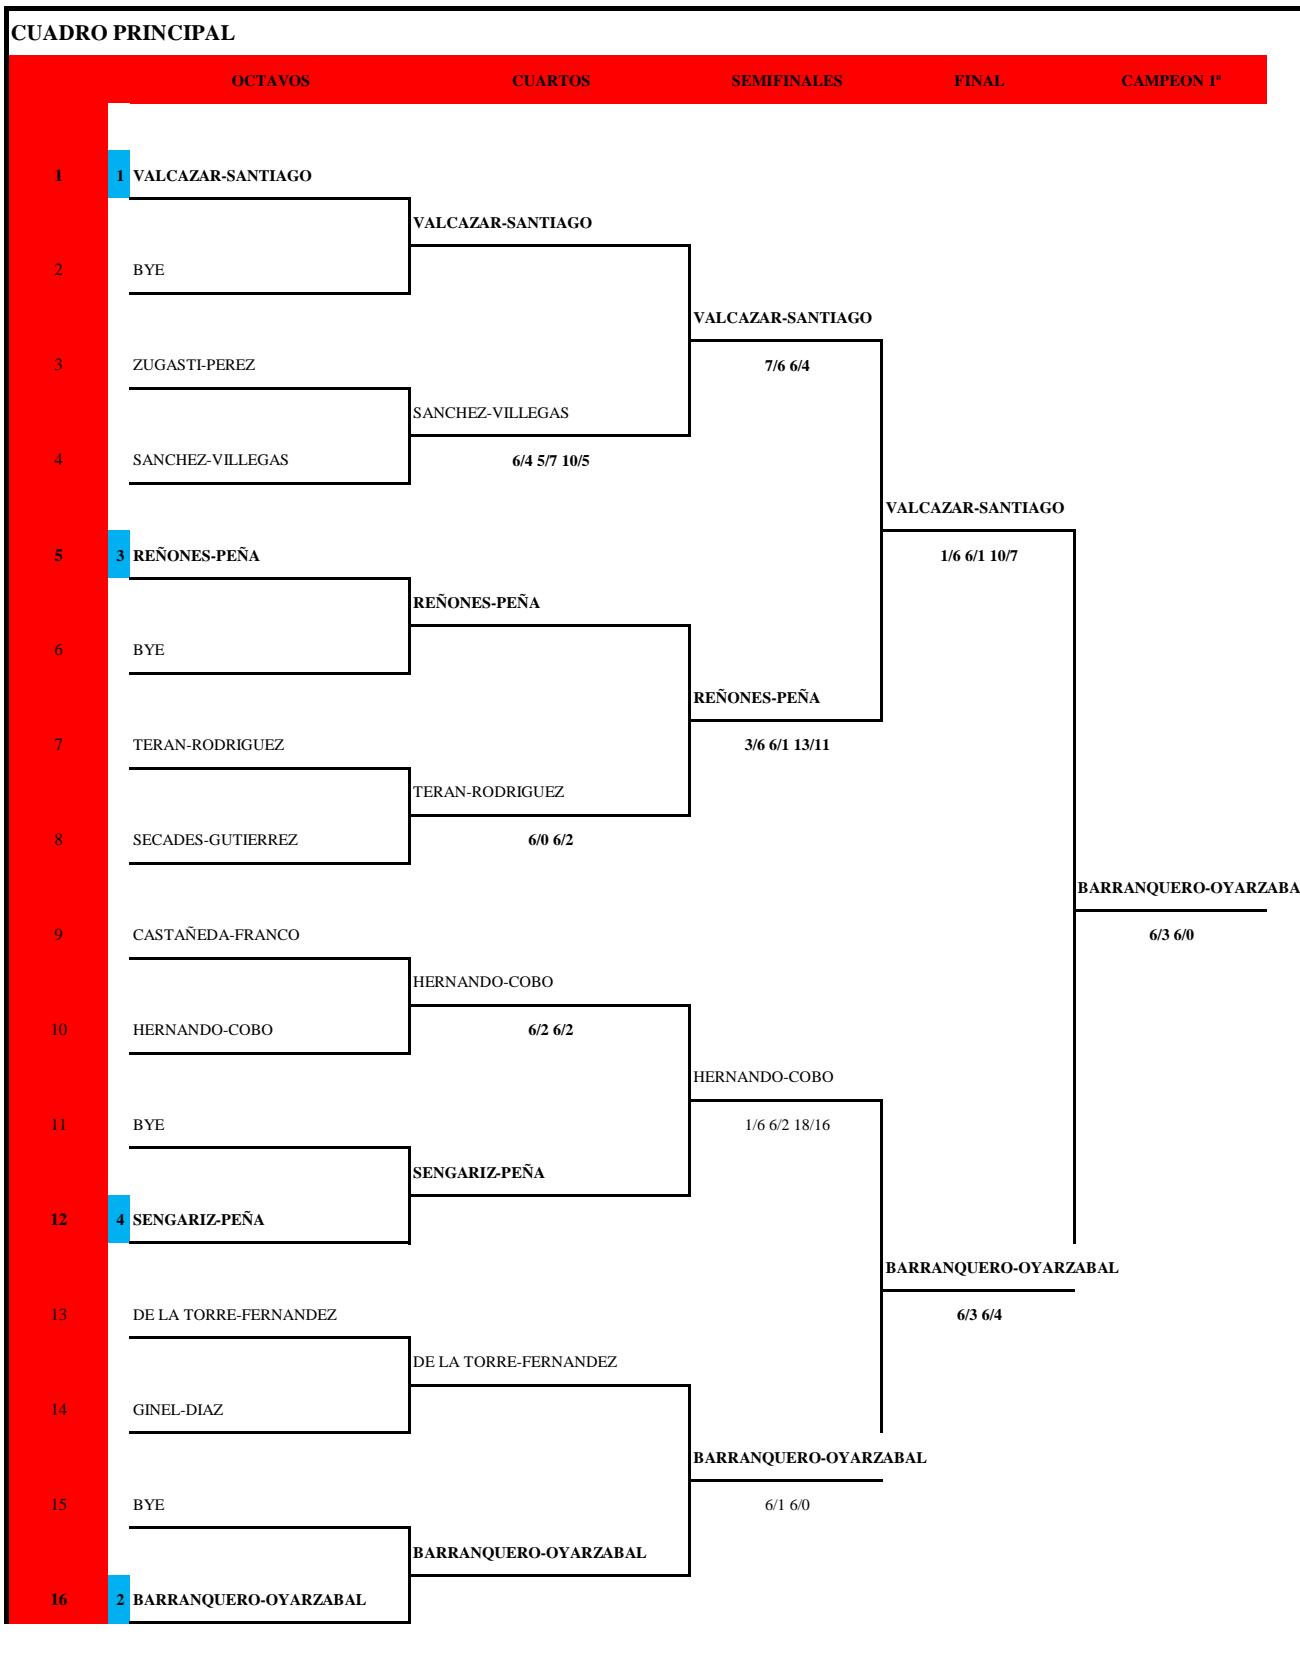 CUADRO PRINCIPAL
OCTAVOS CUARTOS SEMIFINALES FINAL CAMPEON 1ª
1 1 VALCAZAR-SANTIAGO
VALCAZAR-SANTIAGO
2 BYE
VALCAZAR-SANTIAGO
3 ZUGASTI-PEREZ 7/6 6/4
SANCHEZ-VILLEGAS
4 SANCHEZ-VILLEGAS 6/4 5/7 10/5
VALCAZAR-SANTIAGO
5 3 REÑONES-PEÑA 1/6 6/1 10/7
REÑONES-PEÑA
6 BYE
REÑONES-PEÑA
7 TERAN-RODRIGUEZ 3/6 6/1 13/11
TERAN-RODRIGUEZ
8 SECADES-GUTIERREZ 6/0 6/2
BARRANQUERO-OYARZABA
9 CASTAÑEDA-FRANCO 6/3 6/0
HERNANDO-COBO
10 HERNANDO-COBO 6/2 6/2
HERNANDO-COBO
11 BYE 1/6 6/2 18/16
SENGARIZ-PEÑA
12 4 SENGARIZ-PEÑA
BARRANQUERO-OYARZABAL
13 DE LA TORRE-FERNANDEZ 6/3 6/4
DE LA TORRE-FERNANDEZ
14 GINEL-DIAZ
BARRANQUERO-OYARZABAL
15 BYE 6/1 6/0
BARRANQUERO-OYARZABAL
16 2 BARRANQUERO-OYARZABAL